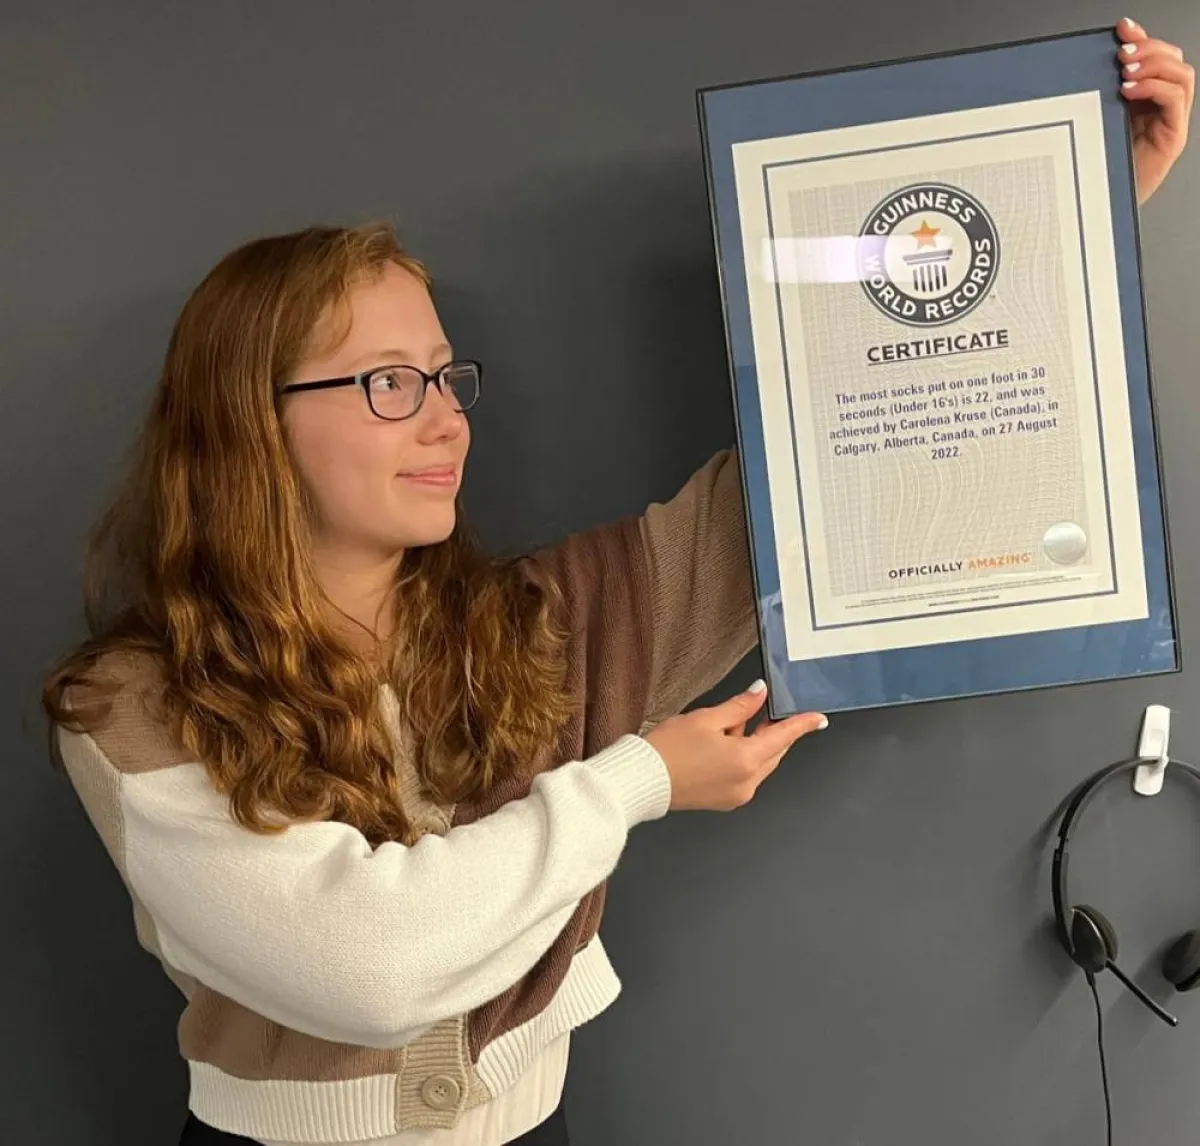 GUINNESS
WORLD RECORDS
CERTIFICATE
The most socks put on one foot in 30
seconds (Under 16's) is 22, and was
achieved by Carolena Kruse (Canada), in
Calgary, Alberta, Canada, on 27 August
2022.
OFFICIALLY AMAZING